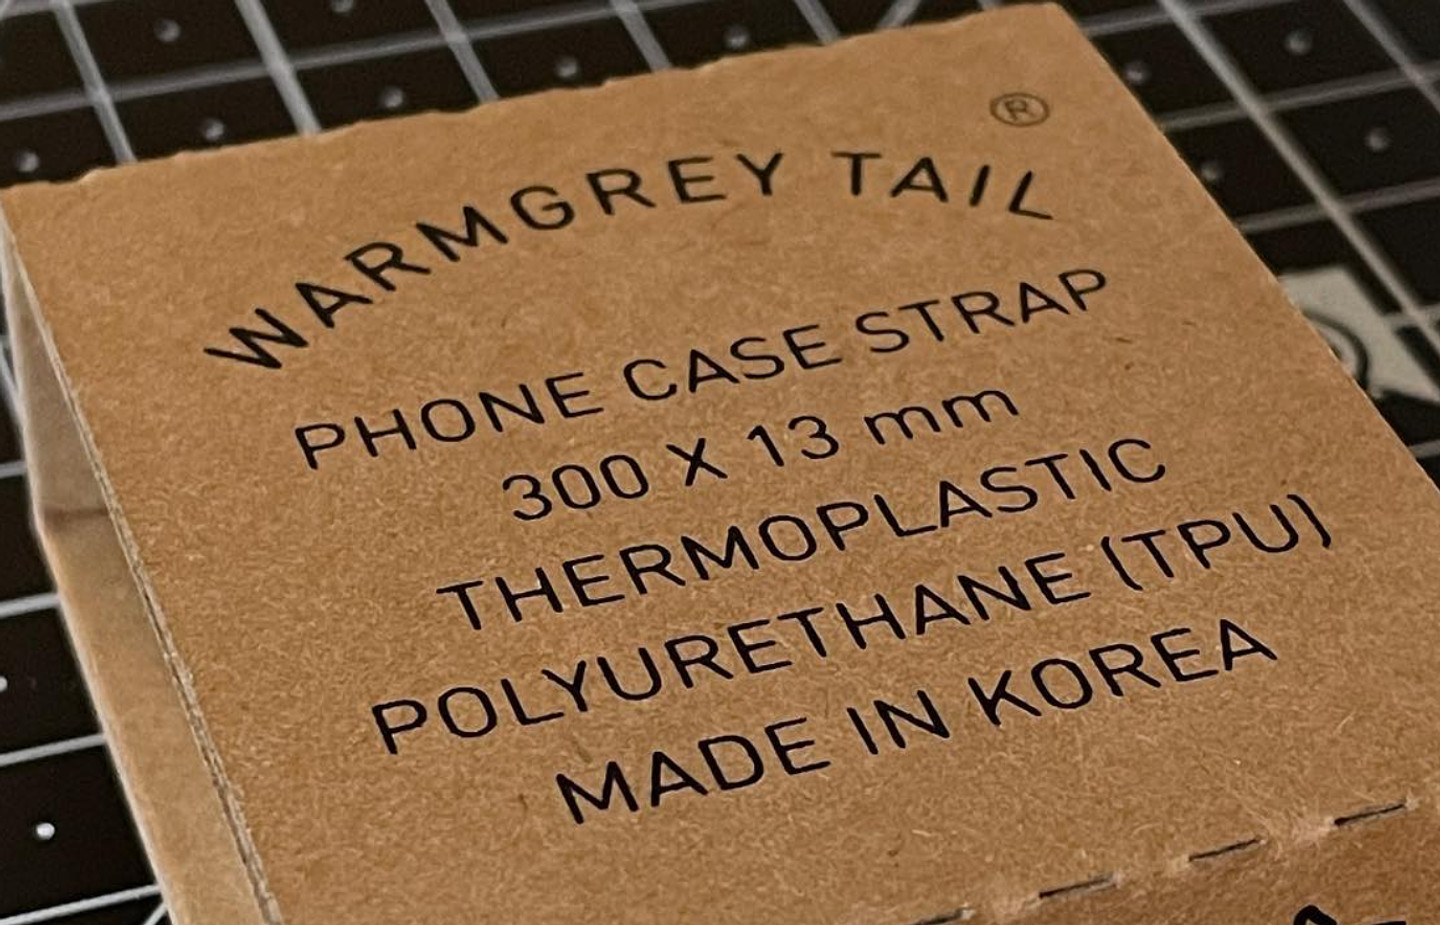 ®
WARMGREY TAIL
PHONE CASE STRAP
300 X 13 mm
THERMOPLASTIC
POLYURETHANE (TPU)
MADE IN KOREA